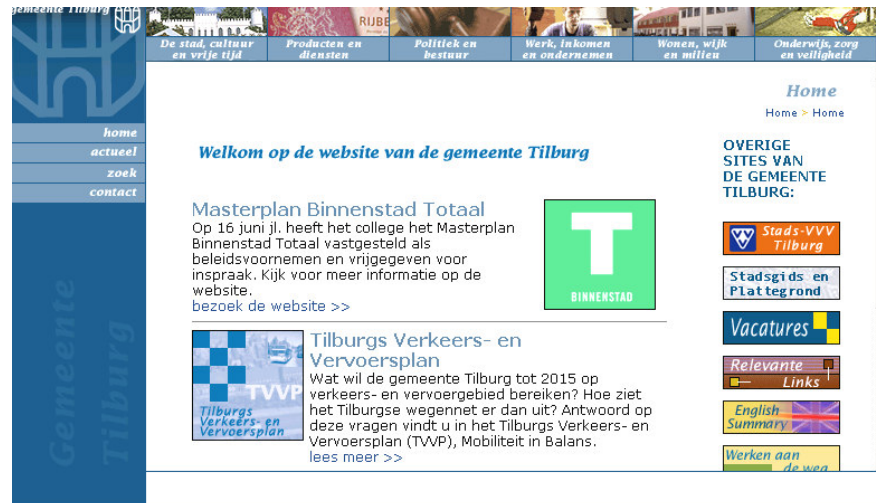 gemeente Tilburg
RIJBE
De stad, cultuur
en vrije tijd
Producten en
diensten
Politiek en
bestuur
Werk, inkomen
en ondernemen
Wonen, wijk
en milieu
Onderwijs, zorg
en veiligheid
Home
Home > Home
home
actueel
zoek
contact
Gemeente
Tilburg
Welkom op de website van de gemeente Tilburg
Masterplan Binnenstad Totaal
Op 16 juni jl. heeft het college het Masterplan
Binnenstad Totaal vastgesteld als
beleidsvoornemen en vrijgegeven voor
inspraak. Kijk voor meer informatie op de
website.
bezoek de website >>
T
BINNENSTAD
TVVP
Tilburgs
Verkeers- en
Vervoersplan
Tilburgs Verkeers- en
Vervoersplan
Wat wil de gemeente Tilburg tot 2015 op
verkeers- en vervoergebied bereiken? Hoe ziet
het Tilburgse wegennet er dan uit? Antwoord op
deze vragen vindt u in het Tilburgs Verkeers- en
Vervoersplan (TVVP), Mobiliteit in Balans.
lees meer >>
OVERIGE
SITES VAN
DE GEMEENTE
TILBURG:
Stads-VVV
Tilburg
Stadsgids en
Plattegrond
Vacatures
Relevante
Links
English
Summary
Werken aan
de weg